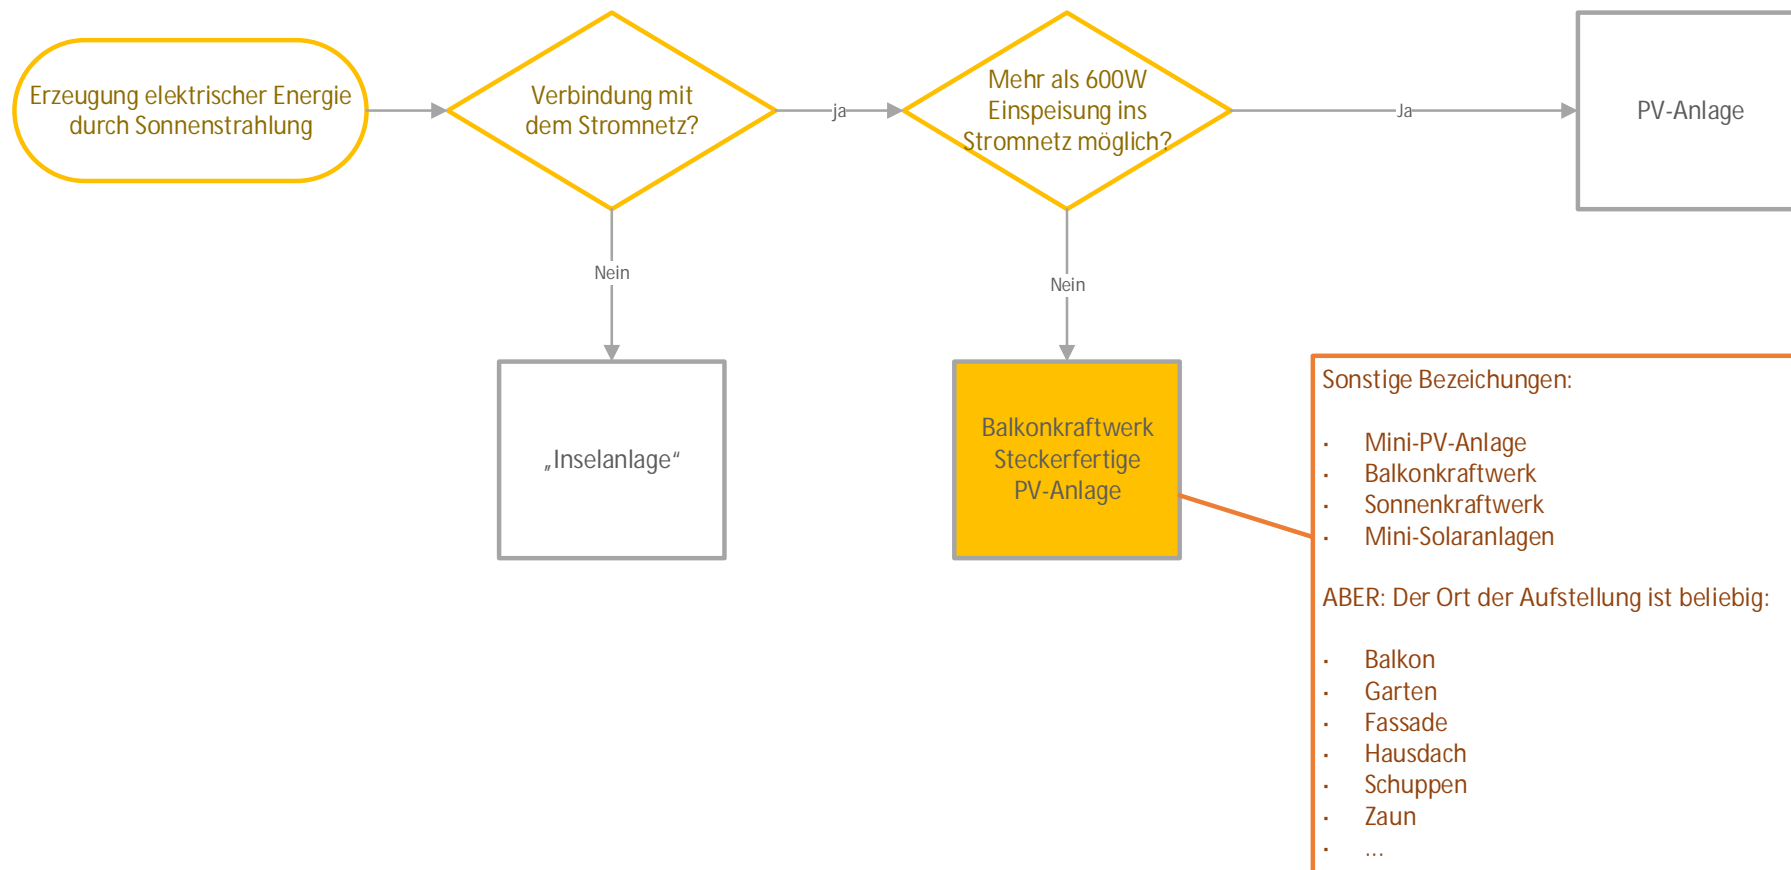 Erzeugung elektrischer Energie
durch Sonnenstrahlung
Verbindung mit
dem Stromnetz?
ja
Mehr als 600W
Einspeisung ins
Stromnetz möglich?
Ja
PV-Anlage
Nein
Nein
„Inselanlage“
Balkonkraftwerk
Steckerfertige
PV-Anlage
Sonstige Bezeichungen:
· Mini-PV-Anlage
· Balkonkraftwerk
· Sonnenkraftwerk
· Mini-Solaranlagen
ABER: Der Ort der Aufstellung ist beliebig:
· Balkon
· Garten
· Fassade
· Hausdach
· Schuppen
· Zaun
· ...